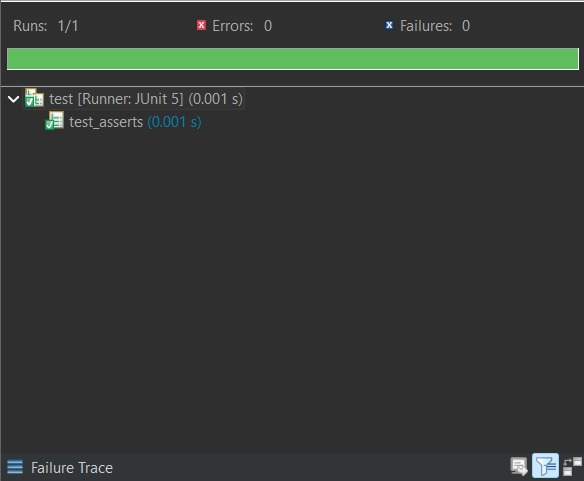 Runs: 1/1 Errors: 0 Failures: 0
test [Runner: JUnit 5] (0.001 s)
test_asserts (0.001 s)
Failure Trace